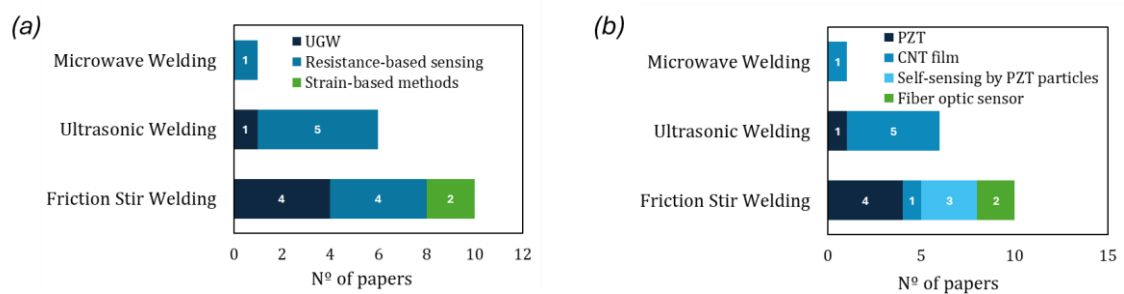 (a)
UGW
Resistance-based sensing
Strain-based methods
Microwave Welding
1
Ultrasonic Welding
1 5
Friction Stir Welding
4 4 2
0 2 4 6 8 10 12
Nº of papers
(b)
PZT
CNT film
Self-sensing by PZT particles
Fiber optic sensor
Microwave Welding
1
Ultrasonic Welding
1 5
Friction Stir Welding
4 1 3 2
0 5 10 15
Nº of papers